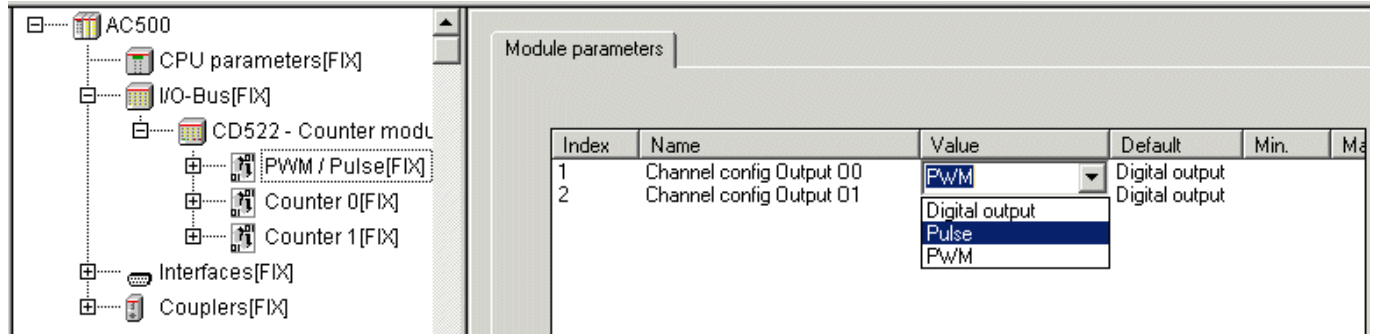 AC500
CPU parameters[FIX]
I/O-Bus[FIX]
CD522 - Counter modu
PWM / Pulse[FIX]
Counter 0[FIX]
Counter 1[FIX]
Interfaces[FIX]
Couplers[FIX]
Module parameters
Index Name Value Default Min. Ma
1 Channel config Output O0 PWM Digital output
2 Channel config Output O1 Digital output
Digital output
Pulse
PWM